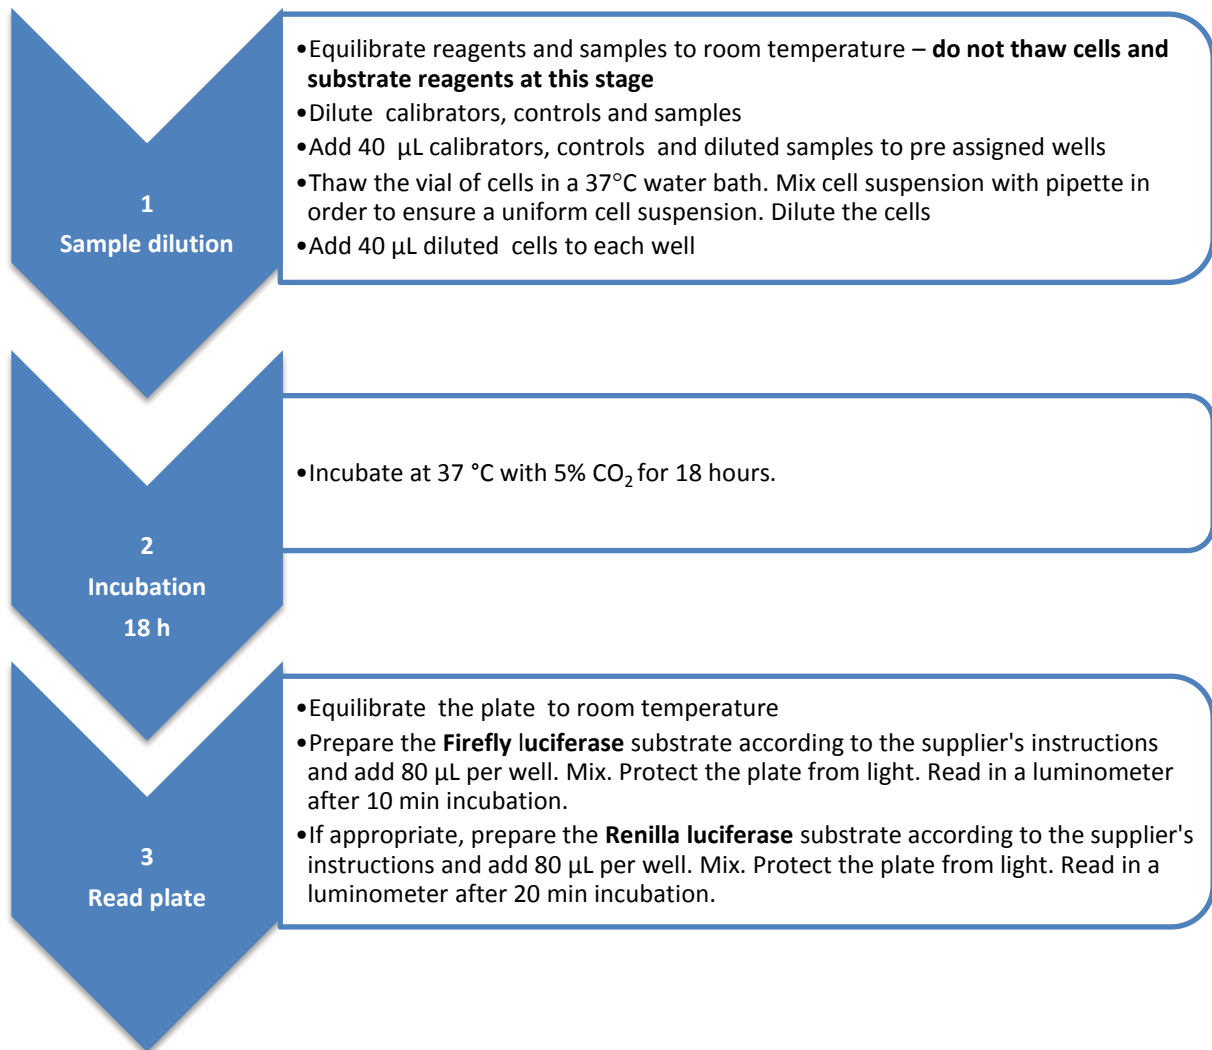 1
Sample dilution
•Equilibrate reagents and samples to room temperature – do not thaw cells and
substrate reagents at this stage
•Dilute calibrators, controls and samples
•Add 40 µL calibrators, controls and diluted samples to pre assigned wells
•Thaw the vial of cells in a 37°C water bath. Mix cell suspension with pipette in
order to ensure a uniform cell suspension. Dilute the cells
•Add 40 µL diluted cells to each well
2
Incubation
18 h
•Incubate at 37 °C with 5% CO₂ for 18 hours.
3
Read plate
•Equilibrate the plate to room temperature
•Prepare the Firefly luciferase substrate according to the supplier's instructions
and add 80 µL per well. Mix. Protect the plate from light. Read in a luminometer
after 10 min incubation.
•If appropriate, prepare the Renilla luciferase substrate according to the supplier's
instructions and add 80 µL per well. Mix. Protect the plate from light. Read in a
luminometer after 20 min incubation.